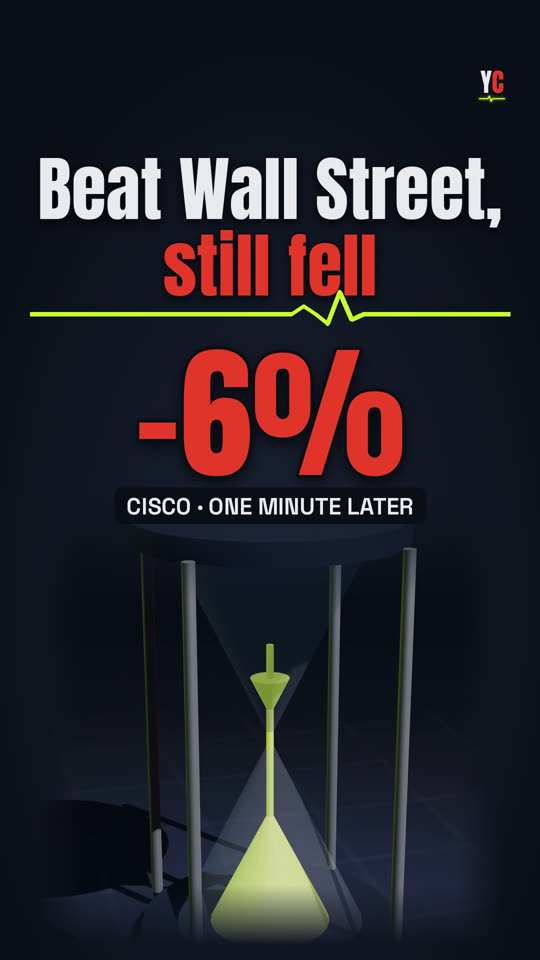 YC
Beat Wall Street,
still fell
-6%
CISCO · ONE MINUTE LATER